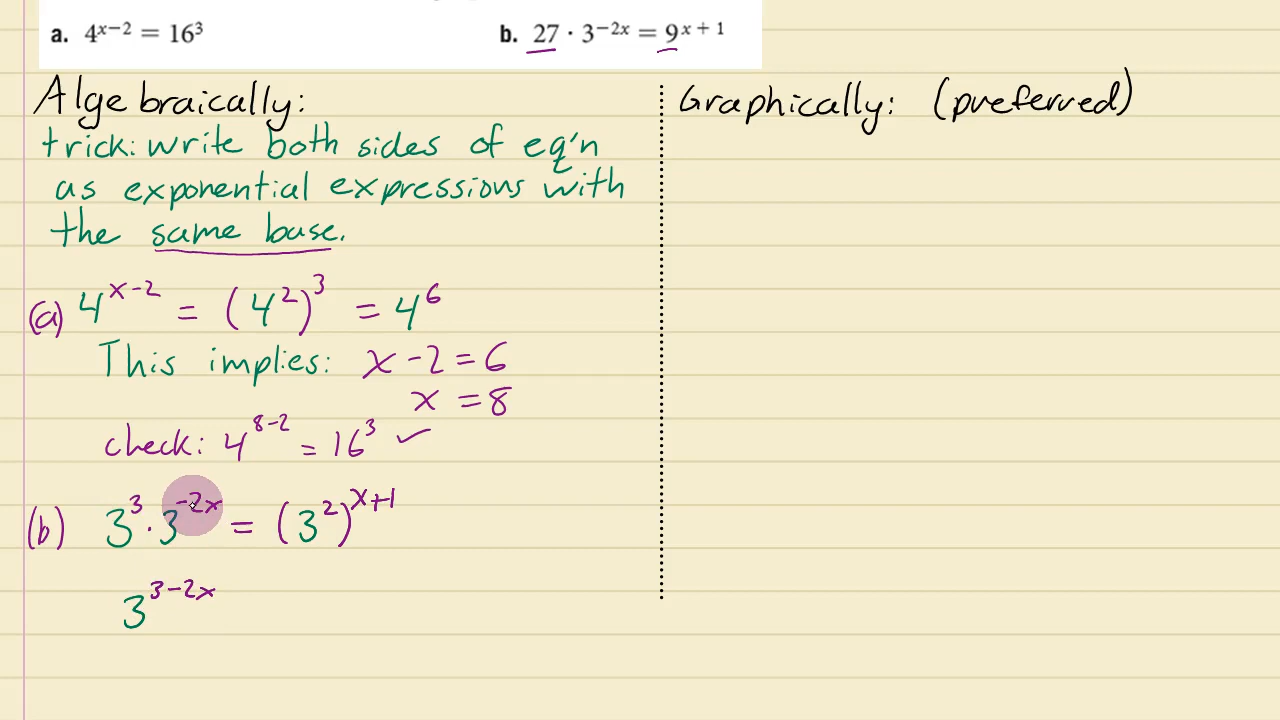 a. 4^{x-2} = 16^3
b. 27 · 3^{-2x} = 9^{x+1}
Algebraically:
trick: write both sides of eq'n
as exponential expressions with
the same base.
(a) 4^{x-2} = (4^2)^3 = 4^6
This implies: x-2=6
x = 8
check: 4^{8-2} = 16^3 ✓
(b) 3^3 · 3^{-2x} = (3^2)^{x+1}
3^{3-2x}
Graphically: (preferred)